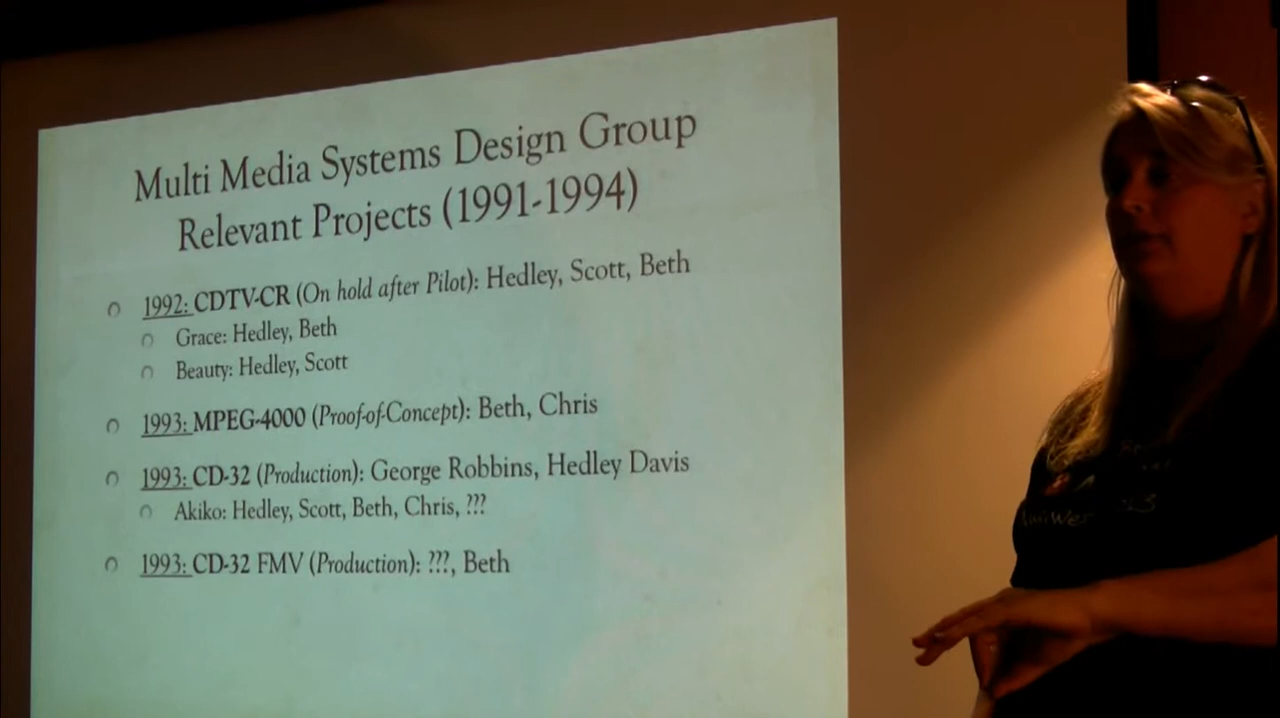 Multi Media Systems Design Group
Relevant Projects (1991-1994)
1992: CDTV-CR (On hold after Pilot): Hedley, Scott, Beth
Grace: Hedley, Beth
Beauty: Hedley, Scott
1993: MPEG-4000 (Proof-of-Concept): Beth, Chris
1993: CD-32 (Production): George Robbins, Hedley Davis
Akiko: Hedley, Scott, Beth, Chris, ???
1993: CD-32 FMV (Production): ???, Beth